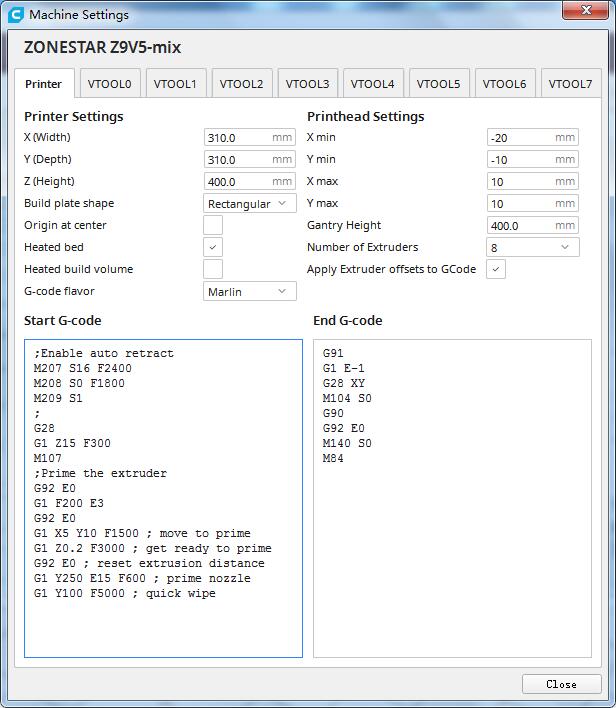 Machine Settings
ZONESTAR Z9V5-mix
Printer VTOOL0 VTOOL1 VTOOL2 VTOOL3 VTOOL4 VTOOL5 VTOOL6 VTOOL7
Printer Settings
X (Width) 310.0 mm
Y (Depth) 310.0 mm
Z (Height) 400.0 mm
Build plate shape Rectangular
Origin at center
Heated bed
Heated build volume
G-code flavor Marlin
Printhead Settings
X min -20 mm
Y min -10 mm
X max 10 mm
Y max 10 mm
Gantry Height 400.0 mm
Number of Extruders 8
Apply Extruder offsets to GCode
Start G-code
;Enable auto retract
M207 S16 F2400
M208 S0 F1800
M209 S1
;
G28
G1 Z15 F300
M107
;Prime the extruder
G92 E0
G1 F200 E3
G92 E0
G1 X5 Y10 F1500 ; move to prime
G1 Z0.2 F3000 ; get ready to prime
G92 E0 ; reset extrusion distance
G1 Y250 E15 F600 ; prime nozzle
G1 Y100 F5000 ; quick wipe
End G-code
G91
G1 E-1
G28 XY
M104 S0
G90
G92 E0
M140 S0
M84
Close